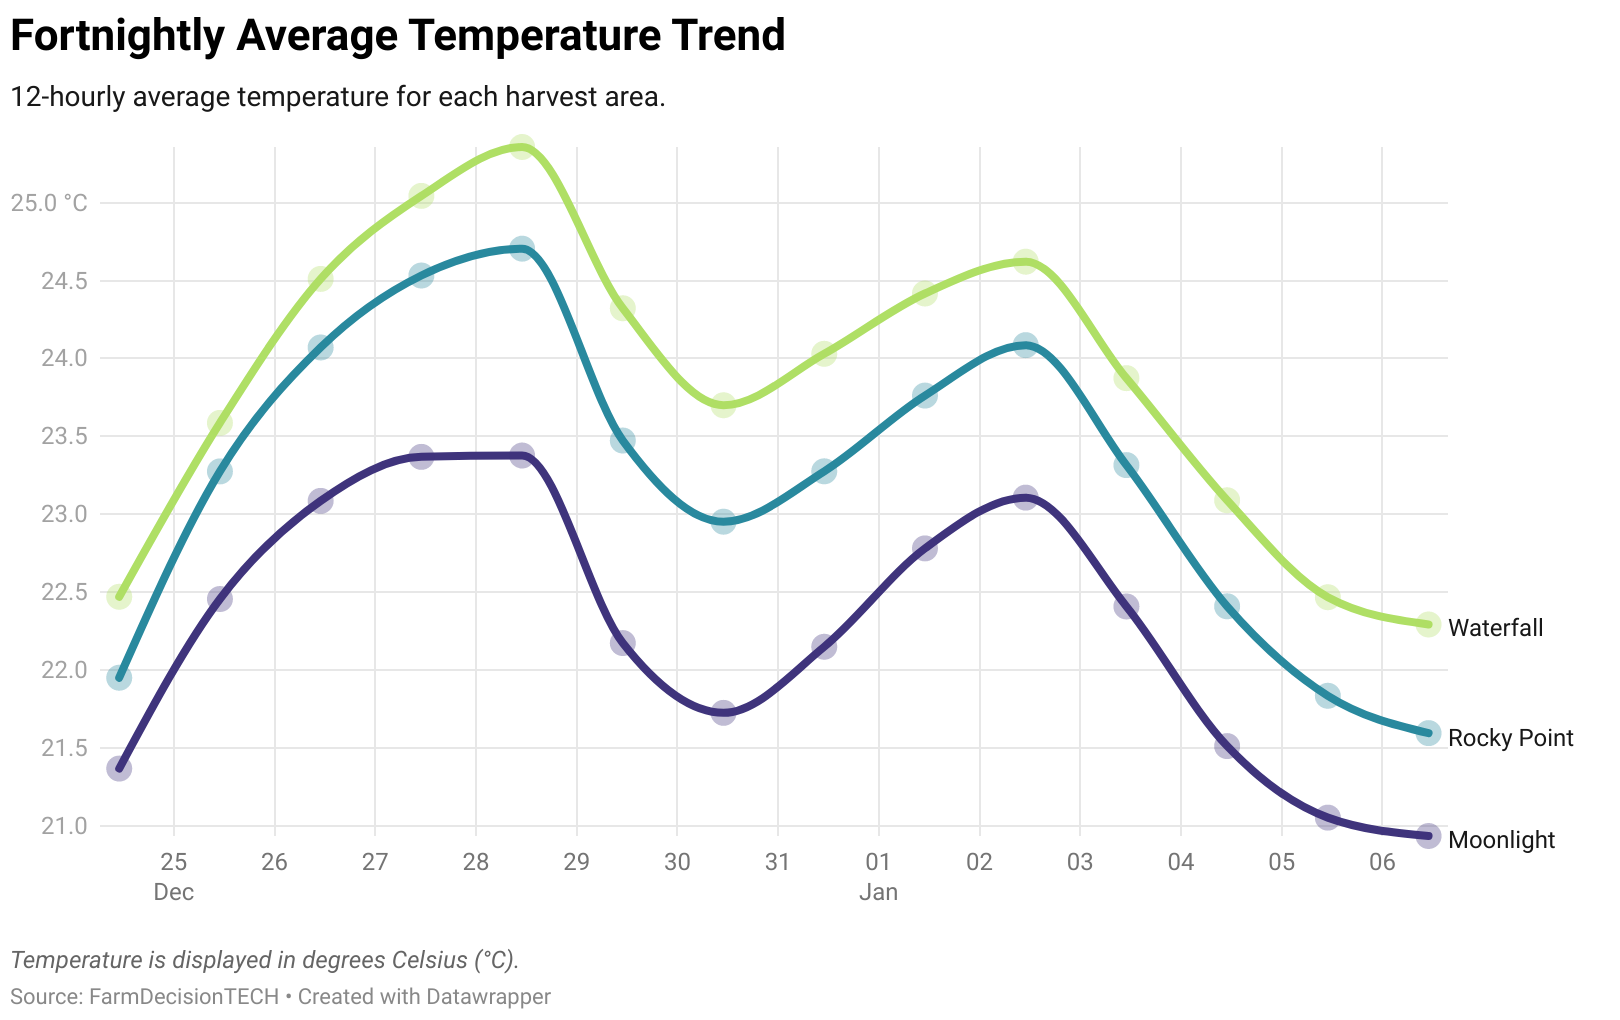 Fortnightly Average Temperature Trend
12-hourly average temperature for each harvest area.
25.0 °C
24.5
24.0
23.5
23.0
22.5
22.0
21.5
21.0
Waterfall
Rocky Point
Moonlight
25 26 27 28 29 30 31 01 02 03 04 05 06
Dec Jan
Temperature is displayed in degrees Celsius (°C).
Source: FarmDecisionTECH • Created with Datawrapper